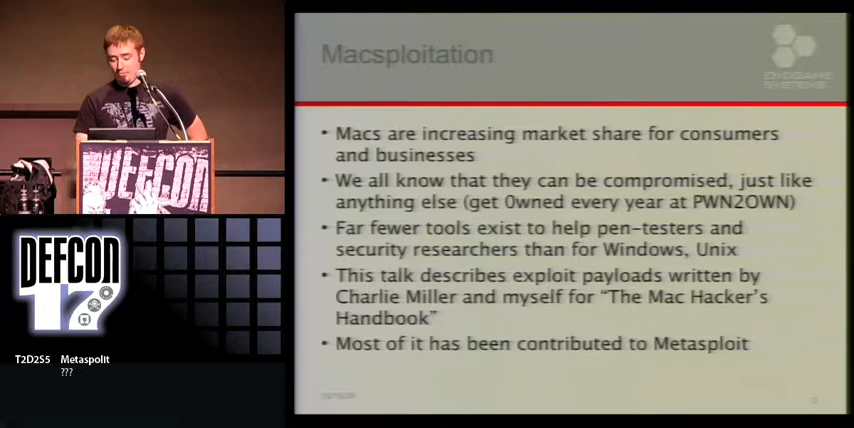 Macsploitation
ENDGAME
SYSTEMS
• Macs are increasing market share for consumers
and businesses
• We all know that they can be compromised, just like
anything else (get 0wned every year at PWN2OWN)
• Far fewer tools exist to help pen-testers and
security researchers than for Windows, Unix
• This talk describes exploit payloads written by
Charlie Miller and myself for “The Mac Hacker’s
Handbook”
• Most of it has been contributed to Metasploit
DEFCON
DEFCON
17
T2D2S5 Metaspolit
???